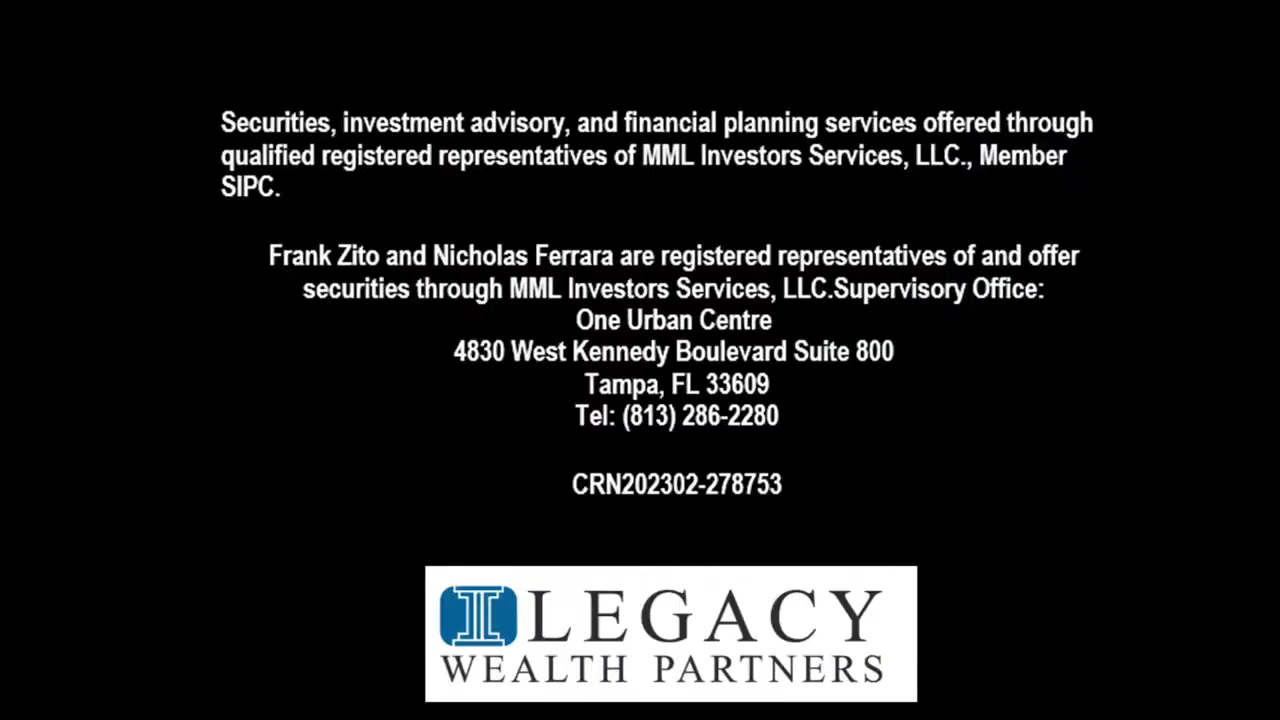 Securities, investment advisory, and financial planning services offered through
qualified registered representatives of MML Investors Services, LLC., Member
SIPC.
Frank Zito and Nicholas Ferrara are registered representatives of and offer
securities through MML Investors Services, LLC.Supervisory Office:
One Urban Centre
4830 West Kennedy Boulevard Suite 800
Tampa, FL 33609
Tel: (813) 286-2280
CRN202302-278753
LEGACY
WEALTH PARTNERS